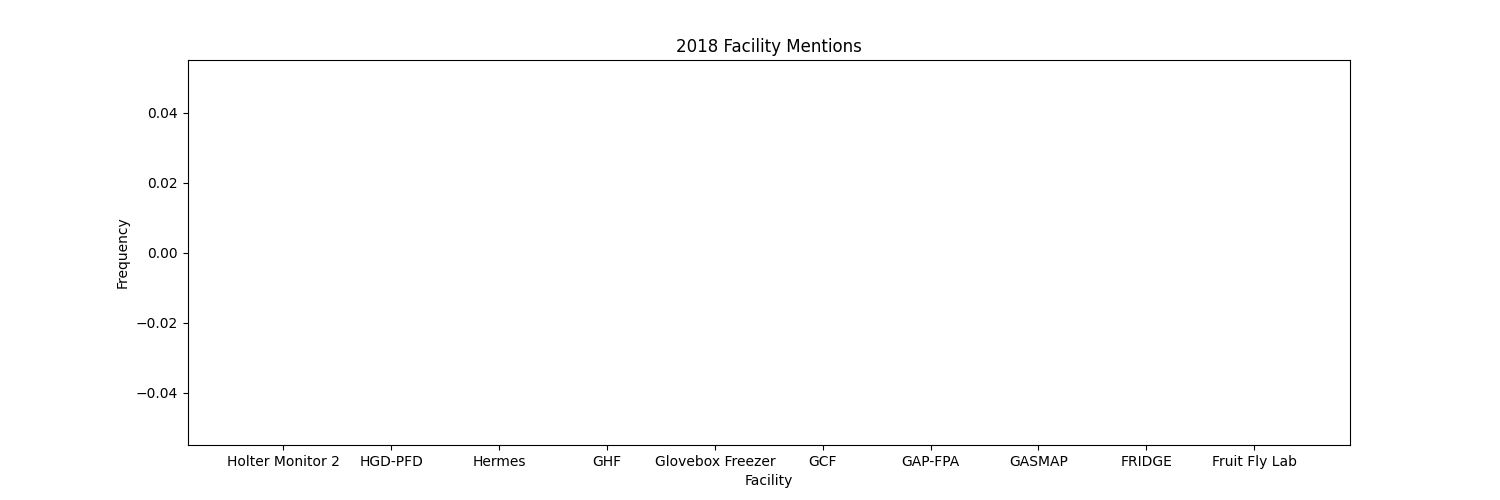 2018 Facility Mentions
0.04
0.02
0.00
−0.02
−0.04
Frequency
Holter Monitor 2 HGD-PFD Hermes GHF Glovebox Freezer GCF GAP-FPA GASMAP FRIDGE Fruit Fly Lab
Facility